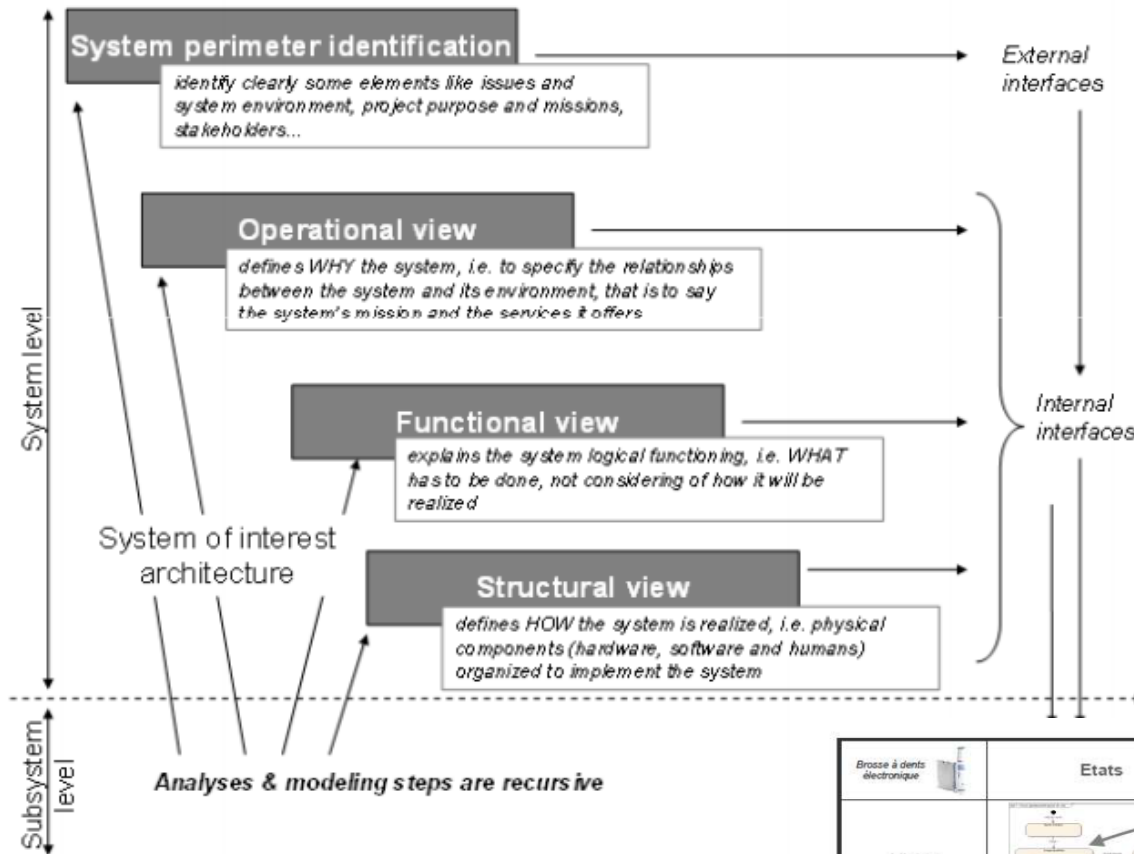 System perimeter identification
identify clearly some elements like issues and
system environment, project purpose and missions,
stakeholders...
External
interfaces
Operational view
defines WHY the system, i.e. to specify the relationships
between the system and its environment, that is to say
the system's mission and the services it offers
System level
Functional view
explains the system logical functioning, i.e. WHAT
has to be done, not considering of how it will be
realized
Internal
interfaces
System of interest
architecture
Structural view
defines HOW the system is realized, i.e. physical
components (hardware, software and humans)
organized to implement the system
Subsystem
level
Analyses & modeling steps are recursive
Brosse à dents
électronique
Etats